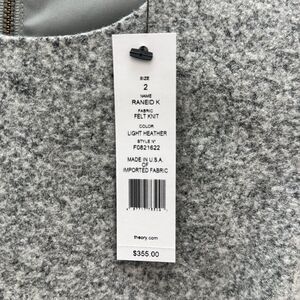 SIZE
2
NAME
RANEID K
FABRIC
FELT KNIT
COLOR
LIGHT HEATHER
STYLE N°
F0821622
MADE IN U.S.A.
OF
IMPORTED FABRIC
theory.com
$355.00